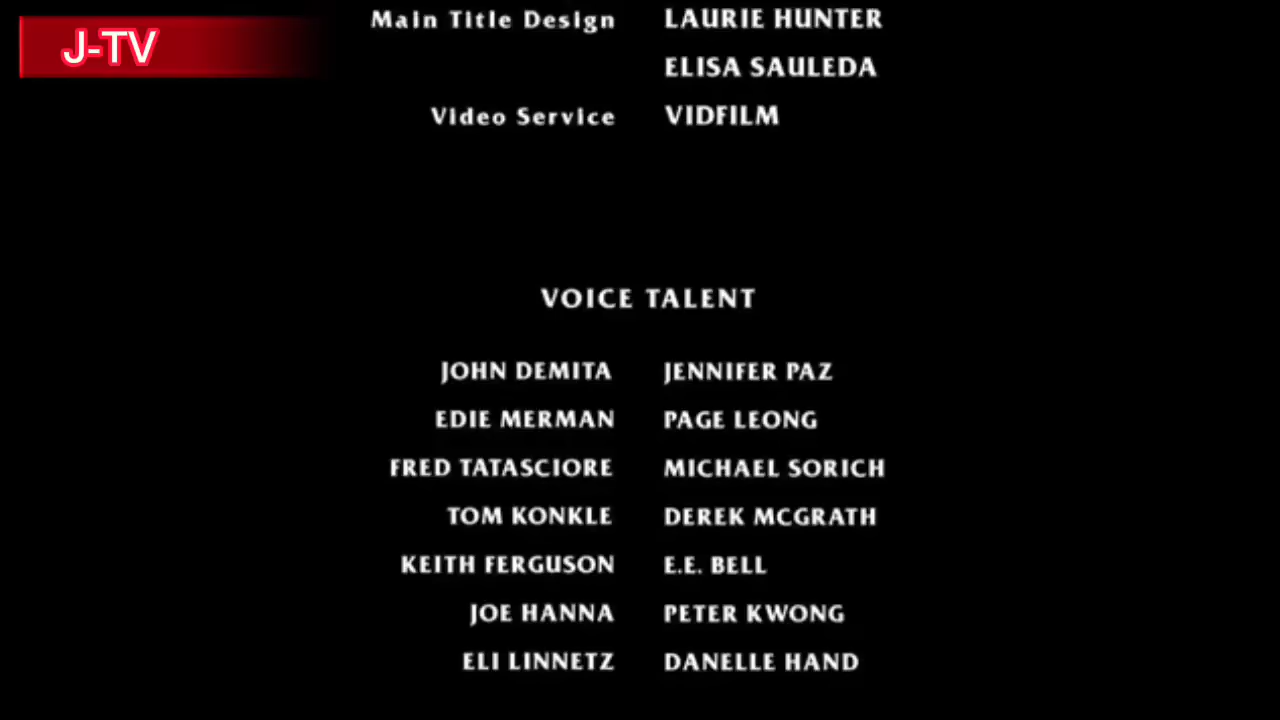 J-TV
Main Title Design LAURIE HUNTER
ELISA SAULEDA
Video Service VIDFILM
VOICE TALENT
JOHN DEMITA JENNIFER PAZ
EDIE MERMAN PAGE LEONG
FRED TATASCIORE MICHAEL SORICH
TOM KONKLE DEREK MCGRATH
KEITH FERGUSON E.E. BELL
JOE HANNA PETER KWONG
ELI LINNETZ DANELLE HAND